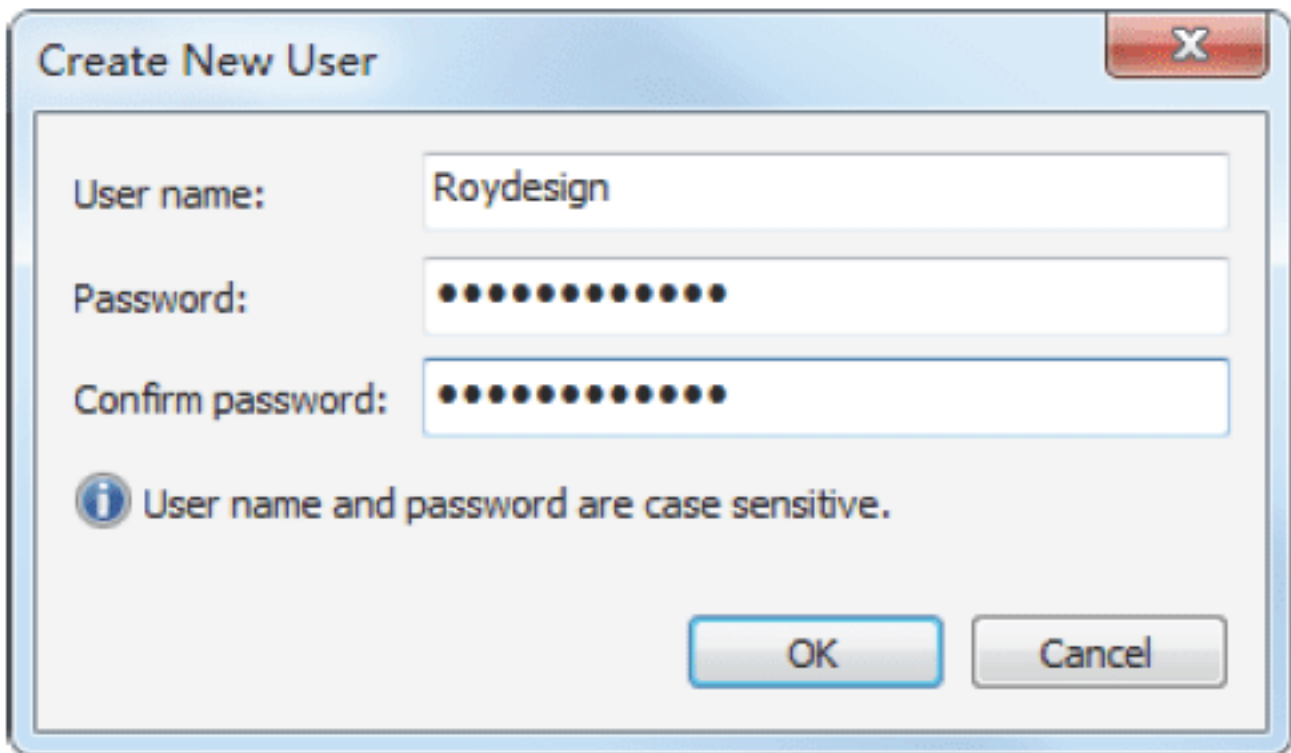 Create New User
User name: Roydesign
Password: ●●●●●●●●●●●●
Confirm password: ●●●●●●●●●●●●
User name and password are case sensitive.
OK Cancel